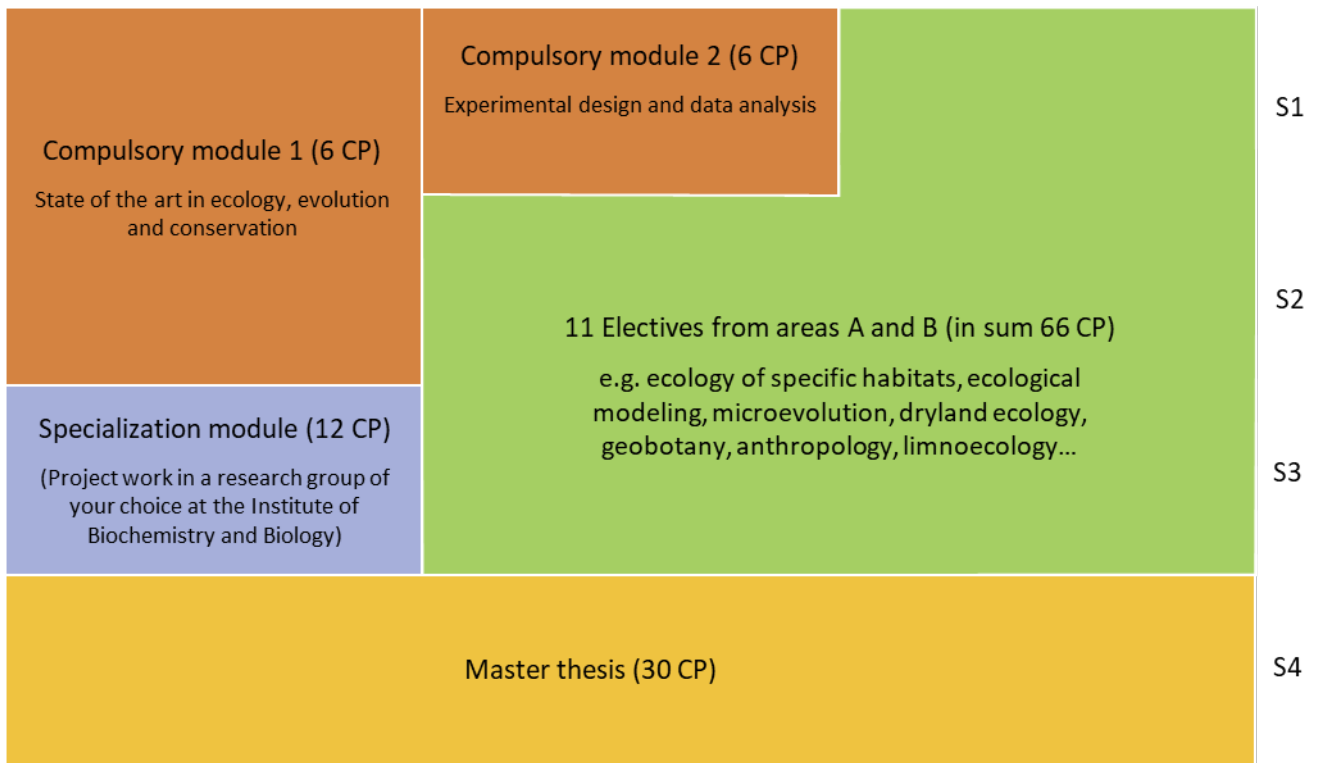 Compulsory module 1 (6 CP)
State of the art in ecology, evolution
and conservation
Compulsory module 2 (6 CP)
Experimental design and data analysis
S1
S2
11 Electives from areas A and B (in sum 66 CP)
e.g. ecology of specific habitats, ecological
modeling, microevolution, dryland ecology,
geobotany, anthropology, limnoecology...
Specialization module (12 CP)
(Project work in a research group of
your choice at the Institute of
Biochemistry and Biology)
S3
Master thesis (30 CP)
S4